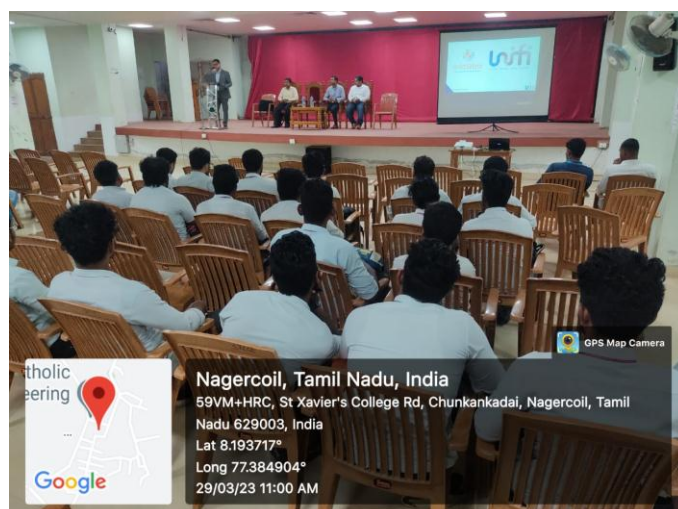 unifi
GPS Map Camera
tholic
eering
Google
Nagercoil, Tamil Nadu, India
59VM+HRC, St Xavier's College Rd, Chunkankadai, Nagercoil, Tamil
Nadu 629003, India
Lat 8.193717°
Long 77.384904°
29/03/23 11:00 AM